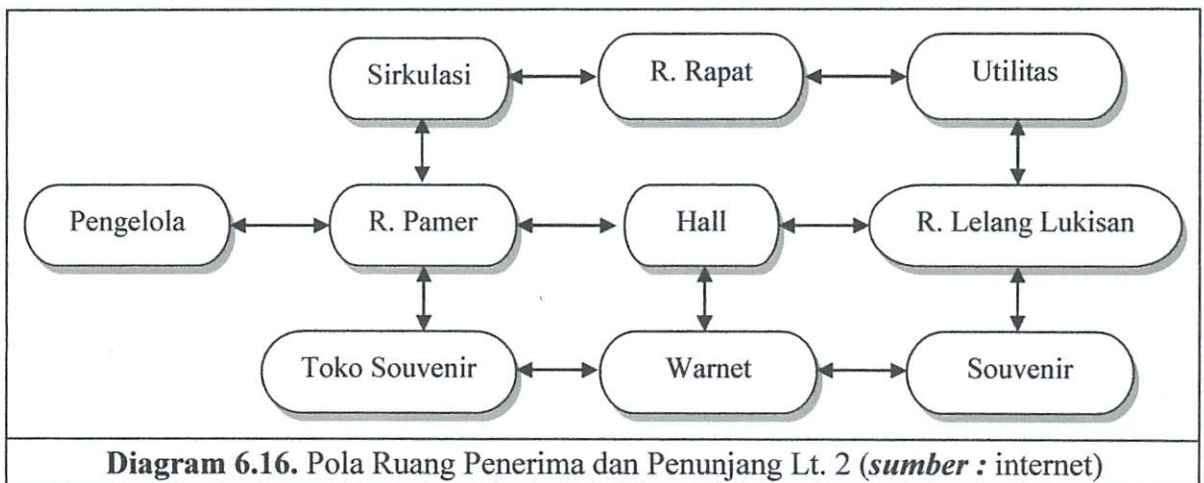 Sirkulasi
R. Rapat
Utilitas
Pengelola
R. Pamer
Hall
R. Lelang Lukisan
Toko Souvenir
Warnet
Souvenir
Diagram 6.16. Pola Ruang Penerima dan Penunjang Lt. 2 (sumber : internet)